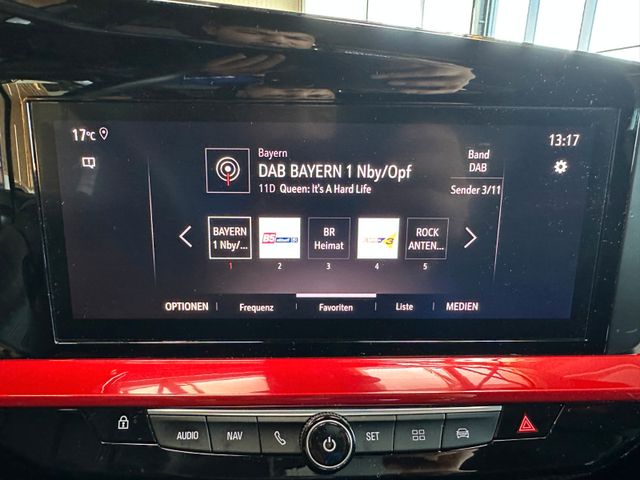 17°C
13:17
Bayern
DAB BAYERN 1 Nby/Opf
11D Queen: It's A Hard Life
Band
DAB
Sender 3/11
BAYERN
1 Nby/...
B5
BR
Heimat
3
ROCK
ANTEN...
1 2 3 4 5
OPTIONEN
Frequenz
Favoriten
Liste
MEDIEN
AUDIO
NAV
SET